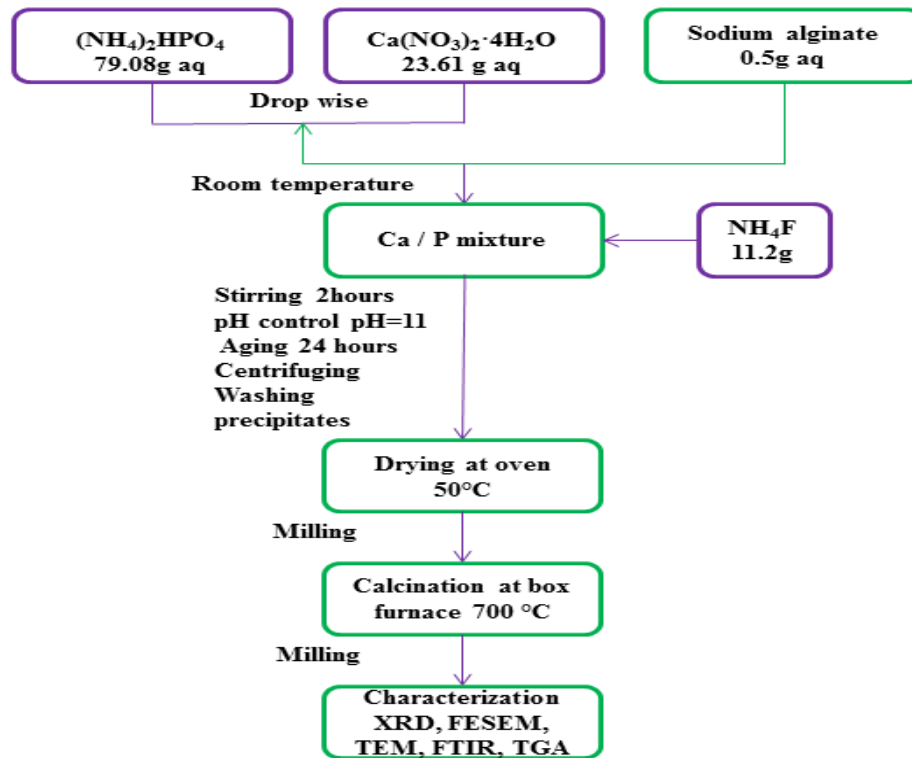 (NH₄)₂HPO₄
79.08g aq
Ca(NO₃)₂·4H₂O
23.61 g aq
Sodium alginate
0.5g aq
Drop wise
Room temperature
Ca / P mixture
NH₄F
11.2g
Stirring 2hours
pH control pH=11
Aging 24 hours
Centrifuging
Washing
precipitates
Drying at oven
50°C
Milling
Calcination at box
furnace 700 °C
Milling
Characterization
XRD, FESEM,
TEM, FTIR, TGA